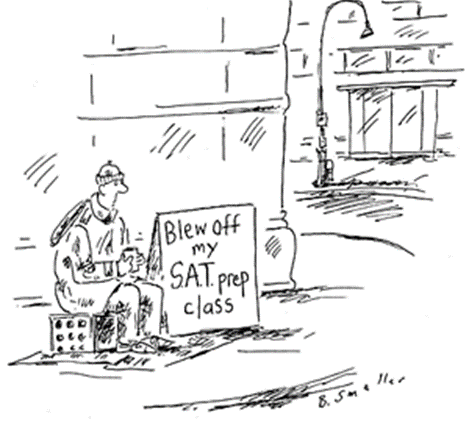 Blew off
my
S.A.T. prep
class
B. Smaller